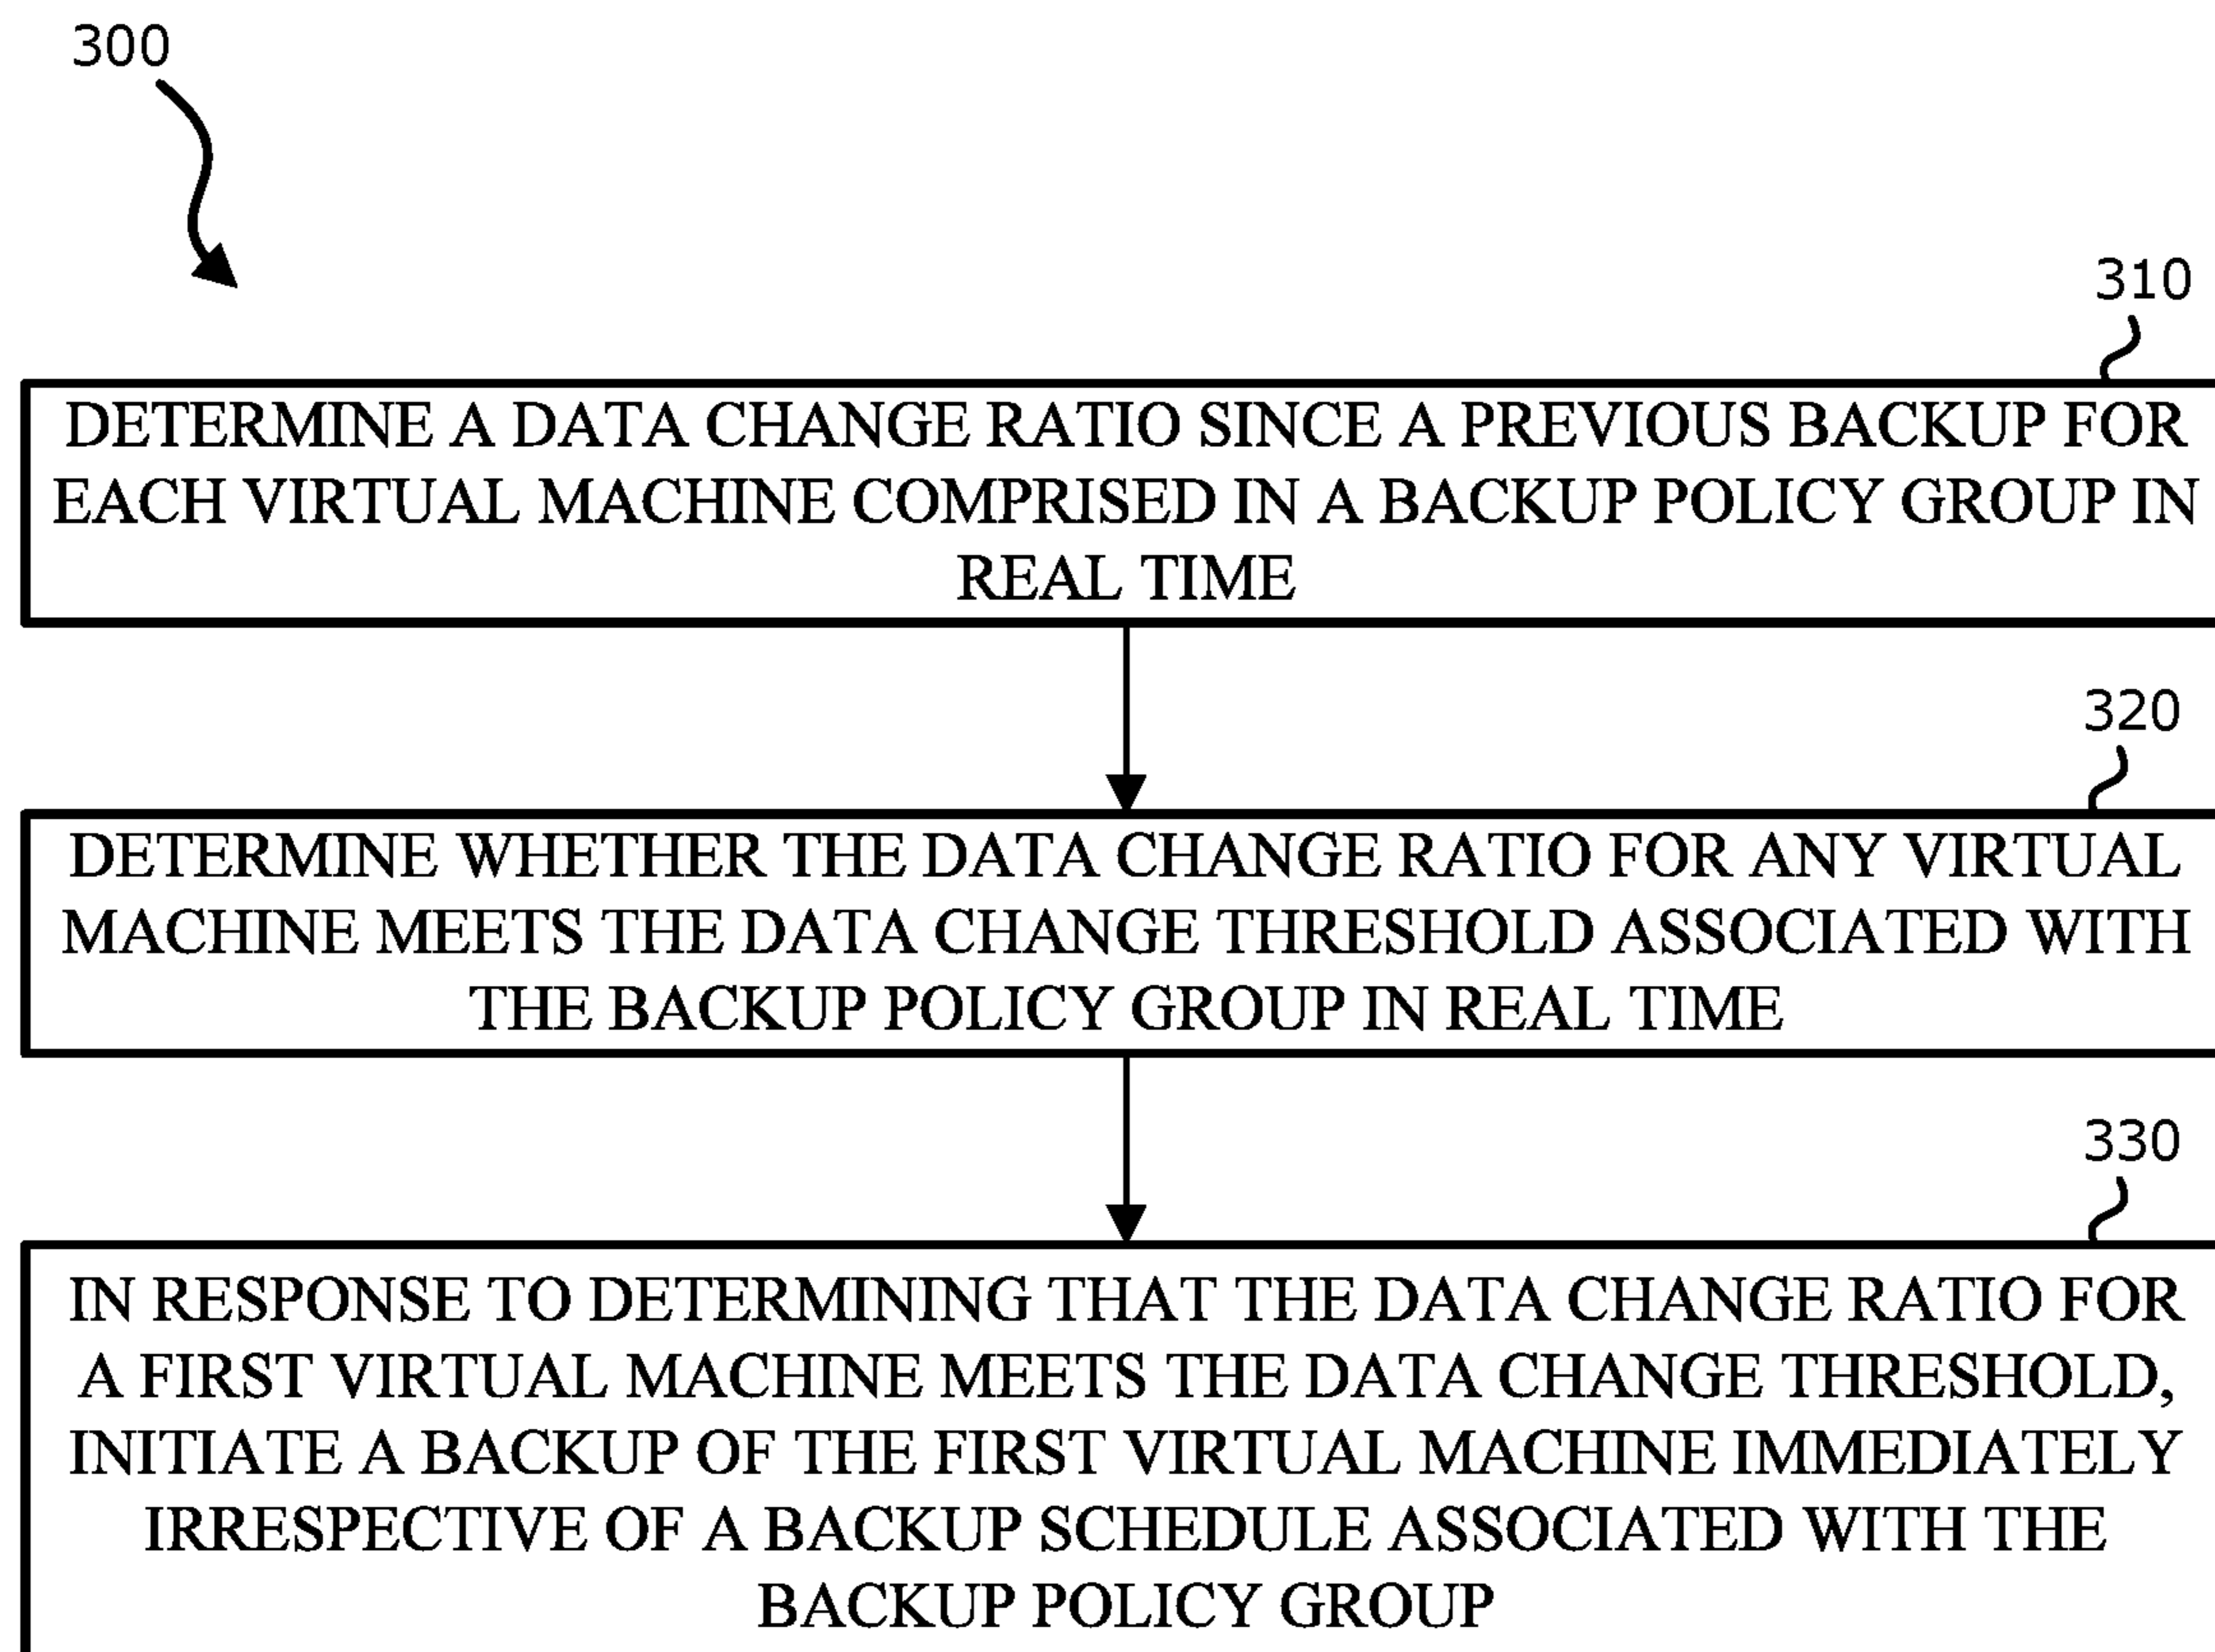 300
310
DETERMINE A DATA CHANGE RATIO SINCE A PREVIOUS BACKUP FOR
EACH VIRTUAL MACHINE COMPRISED IN A BACKUP POLICY GROUP IN
REAL TIME
320
DETERMINE WHETHER THE DATA CHANGE RATIO FOR ANY VIRTUAL
MACHINE MEETS THE DATA CHANGE THRESHOLD ASSOCIATED WITH
THE BACKUP POLICY GROUP IN REAL TIME
330
IN RESPONSE TO DETERMINING THAT THE DATA CHANGE RATIO FOR
A FIRST VIRTUAL MACHINE MEETS THE DATA CHANGE THRESHOLD,
INITIATE A BACKUP OF THE FIRST VIRTUAL MACHINE IMMEDIATELY
IRRESPECTIVE OF A BACKUP SCHEDULE ASSOCIATED WITH THE
BACKUP POLICY GROUP